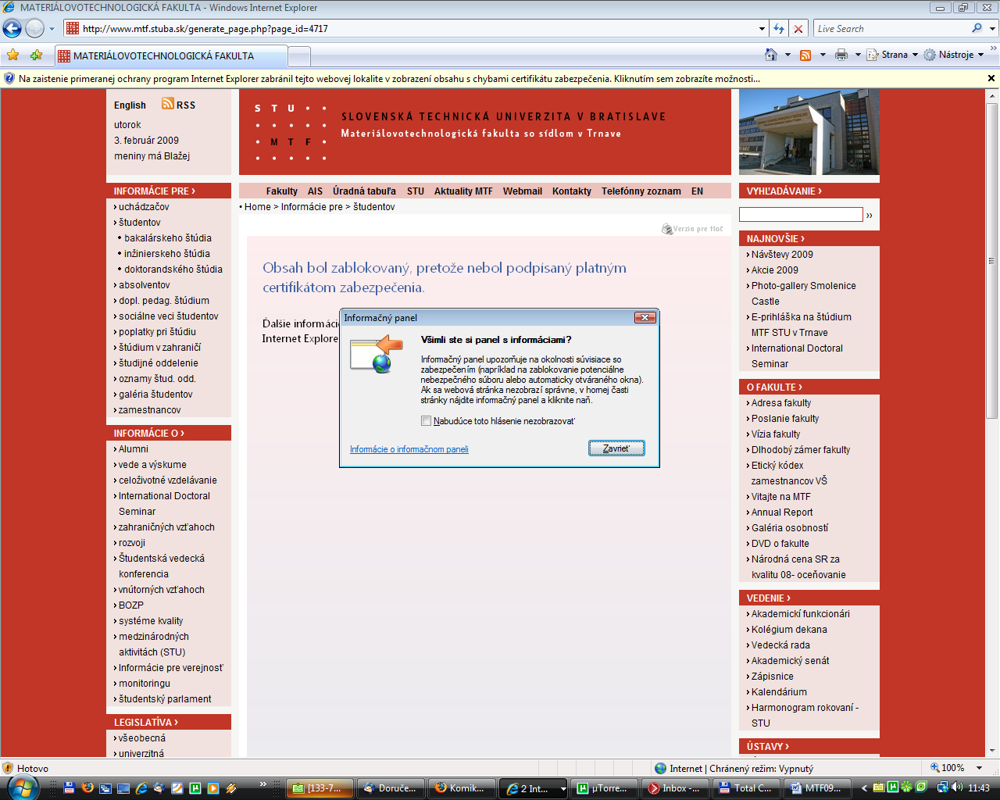 MATERIÁLOVOTECHNOLOGICKÁ FAKULTA - Windows Internet Explorer
http://www.mtf.stuba.sk/generate_page.php?page_id=4717
Live Search
MATERIÁLOVOTECHNOLOGICKÁ FAKULTA
Strana
Nástroje
Na zaistenie primeranej ochrany program Internet Explorer zabránil tejto webovej lokalite v zobrazení obsahu s chybami certifikátu zabezpečenia. Kliknutím sem zobrazíte možnosti...
English RSS
utorok
3. február 2009
meniny má Blažej
S T U
M T F
SLOVENSKÁ TECHNICKÁ UNIVERZITA V BRATISLAVE
Materiálovotechnologická fakulta so sídlom v Trnave
Fakulty AIS Úradná tabuľa STU Aktuality MTF Webmail Kontakty Telefónny zoznam EN
• Home > Informácie pre > študentov
Verzia pre tlač
INFORMÁCIE PRE ›
› uchádzačov
› študentov
• bakalárskeho štúdia
• inžinierskeho štúdia
• doktorandského štúdia
› absolventov
› dopl. pedag. štúdium
› sociálne veci študentov
› poplatky pri štúdiu
› štúdium v zahraničí
› študijné oddelenie
› oznamy štud. odd.
› galéria študentov
› zamestnancov
INFORMÁCIE O ›
› Alumni
› vede a výskume
› celoživotné vzdelávanie
› International Doctoral
Seminar
› zahraničných vzťahoch
› rozvoji
› Študentská vedecká
konferencia
› vnútorných vzťahoch
› BOZP
› systéme kvality
› medzinárodných
aktivitách (STU)
› Informácie pre verejnosť
› monitoringu
› študentský parlament
LEGISLATÍVA ›
› všeobecná
› univerzitná
Obsah bol zablokovaný, pretože nebol podpísaný platným
certifikátom zabezpečenia.
Ďalšie informáci
Internet Explore
Informačný panel
Všimli ste si panel s informáciami?
Informačný panel upozorňuje na okolnosti súvisiace so
zabezpečením (napríklad na zablokovanie potenciálne
nebezpečného súboru alebo automaticky otváraného okna).
Ak sa webová stránka nezobrazí správne, v hornej časti
stránky nájdite informačný panel a kliknite naň.
Nabudúce toto hlásenie nezobrazovať
Informácie o informačnom paneli
Zavrieť
VYHĽADÁVANIE ›
››
NAJNOVŠIE ›
› Návštevy 2009
› Akcie 2009
› Photo-gallery Smolenice
Castle
› E-prihláška na štúdium
MTF STU v Trnave
› International Doctoral
Seminar
O FAKULTE ›
› Adresa fakulty
› Poslanie fakulty
› Vízia fakulty
› Dlhodobý zámer fakulty
› Etický kódex
zamestnancov VŠ
› Vitajte na MTF
› Annual Report
› Galéria osobností
› DVD o fakulte
› Národná cena SR za
kvalitu 08- oceňovanie
VEDENIE ›
› Akademickí funkcionári
› Kolégium dekana
› Vedecká rada
› Akademický senát
› Zápisnice
› Kalendárium
› Harmonogram rokovaní -
STU
ÚSTAVY ›
Hotovo
Internet | Chránený režim: Vypnutý
100%
[133-7...
Doruče...
Komik...
2 Int...
µTorre...
Inbox -...
Total C...
MTF09...
11:43